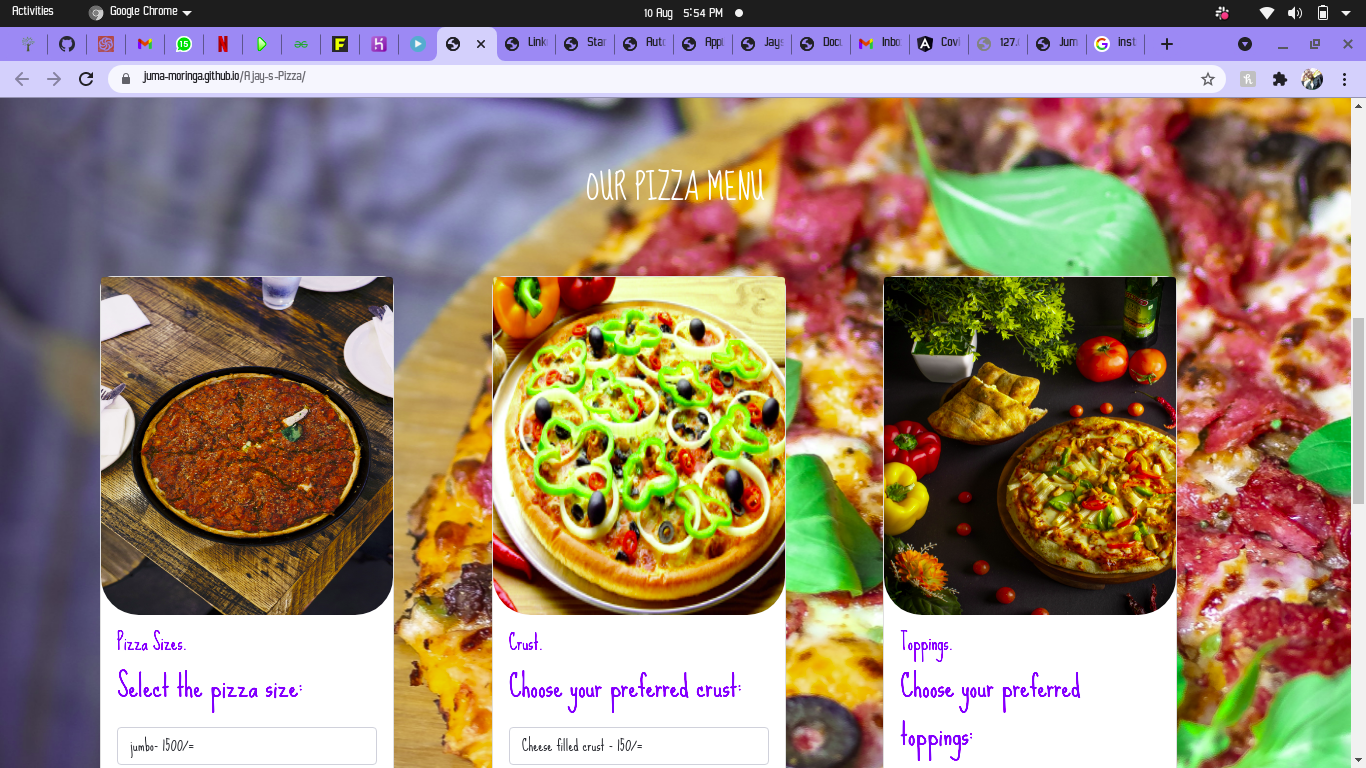 Activities
Google Chrome
10 Aug 5:54 PM
15
Link
Star
Auto
Appl
Jays
Docu
Inbo
Covi
127.
Jum
inst
juma-moringa.github.io/Ajay-s-Pizza/
OUR PIZZA MENU
Pizza Sizes.
Select the pizza size:
jumbo- 1500/=
Crust.
Choose your preferred crust:
Cheese filled crust - 150/=
Toppings.
Choose your preferred
toppings: